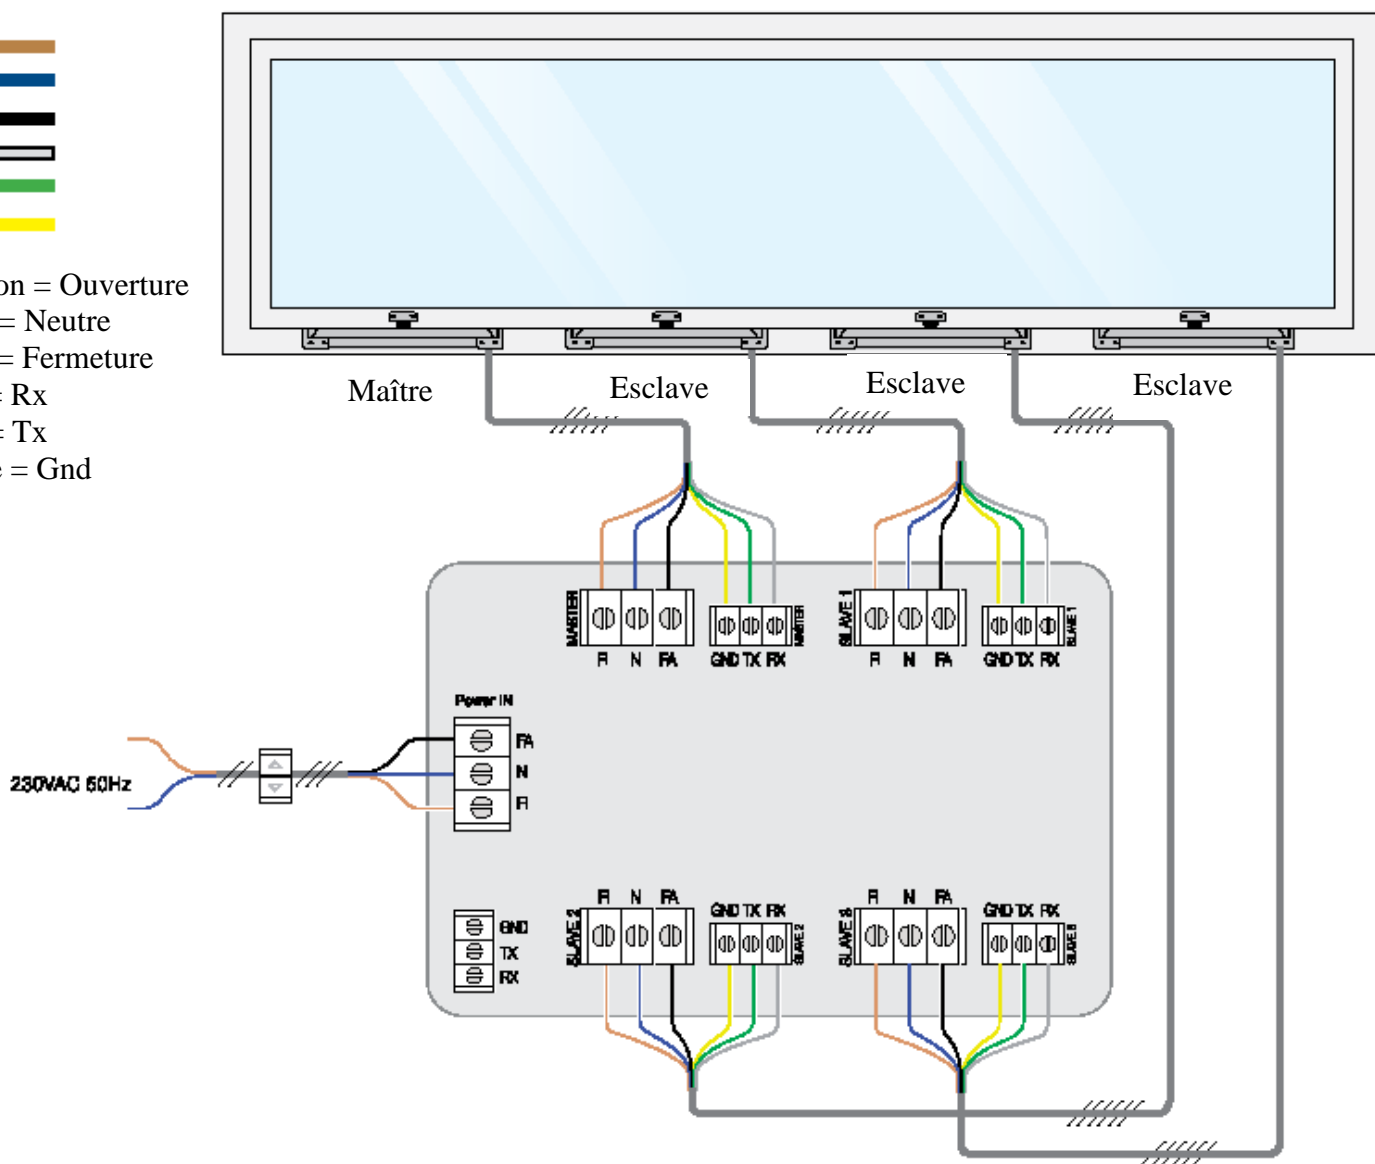 on = Ouverture
= Neutre
= Fermeture
= Rx
= Tx
e = Gnd
Maître
Esclave
Esclave
Esclave
MASTER
FI N FA
GND TX RX
MASTER
SLAVE 1
FI N FA
GND TX RX
SLAVE 1
Power IN
FA
N
FI
230VAC 50Hz
GND
TX
RX
SLAVE 2
FI N FA
GND TX RX
SLAVE 2
SLAVE 3
FI N FA
GND TX RX
SLAVE 3